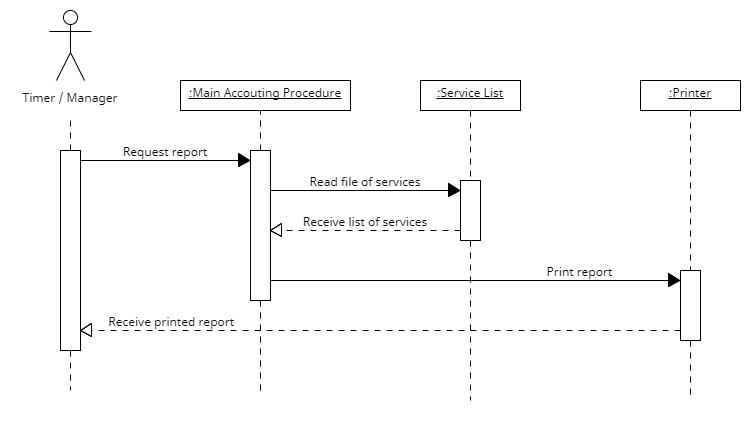 Timer / Manager
:Main Accouting Procedure
:Service List
:Printer
Request report
Read file of services
Receive list of services
Print report
Receive printed report